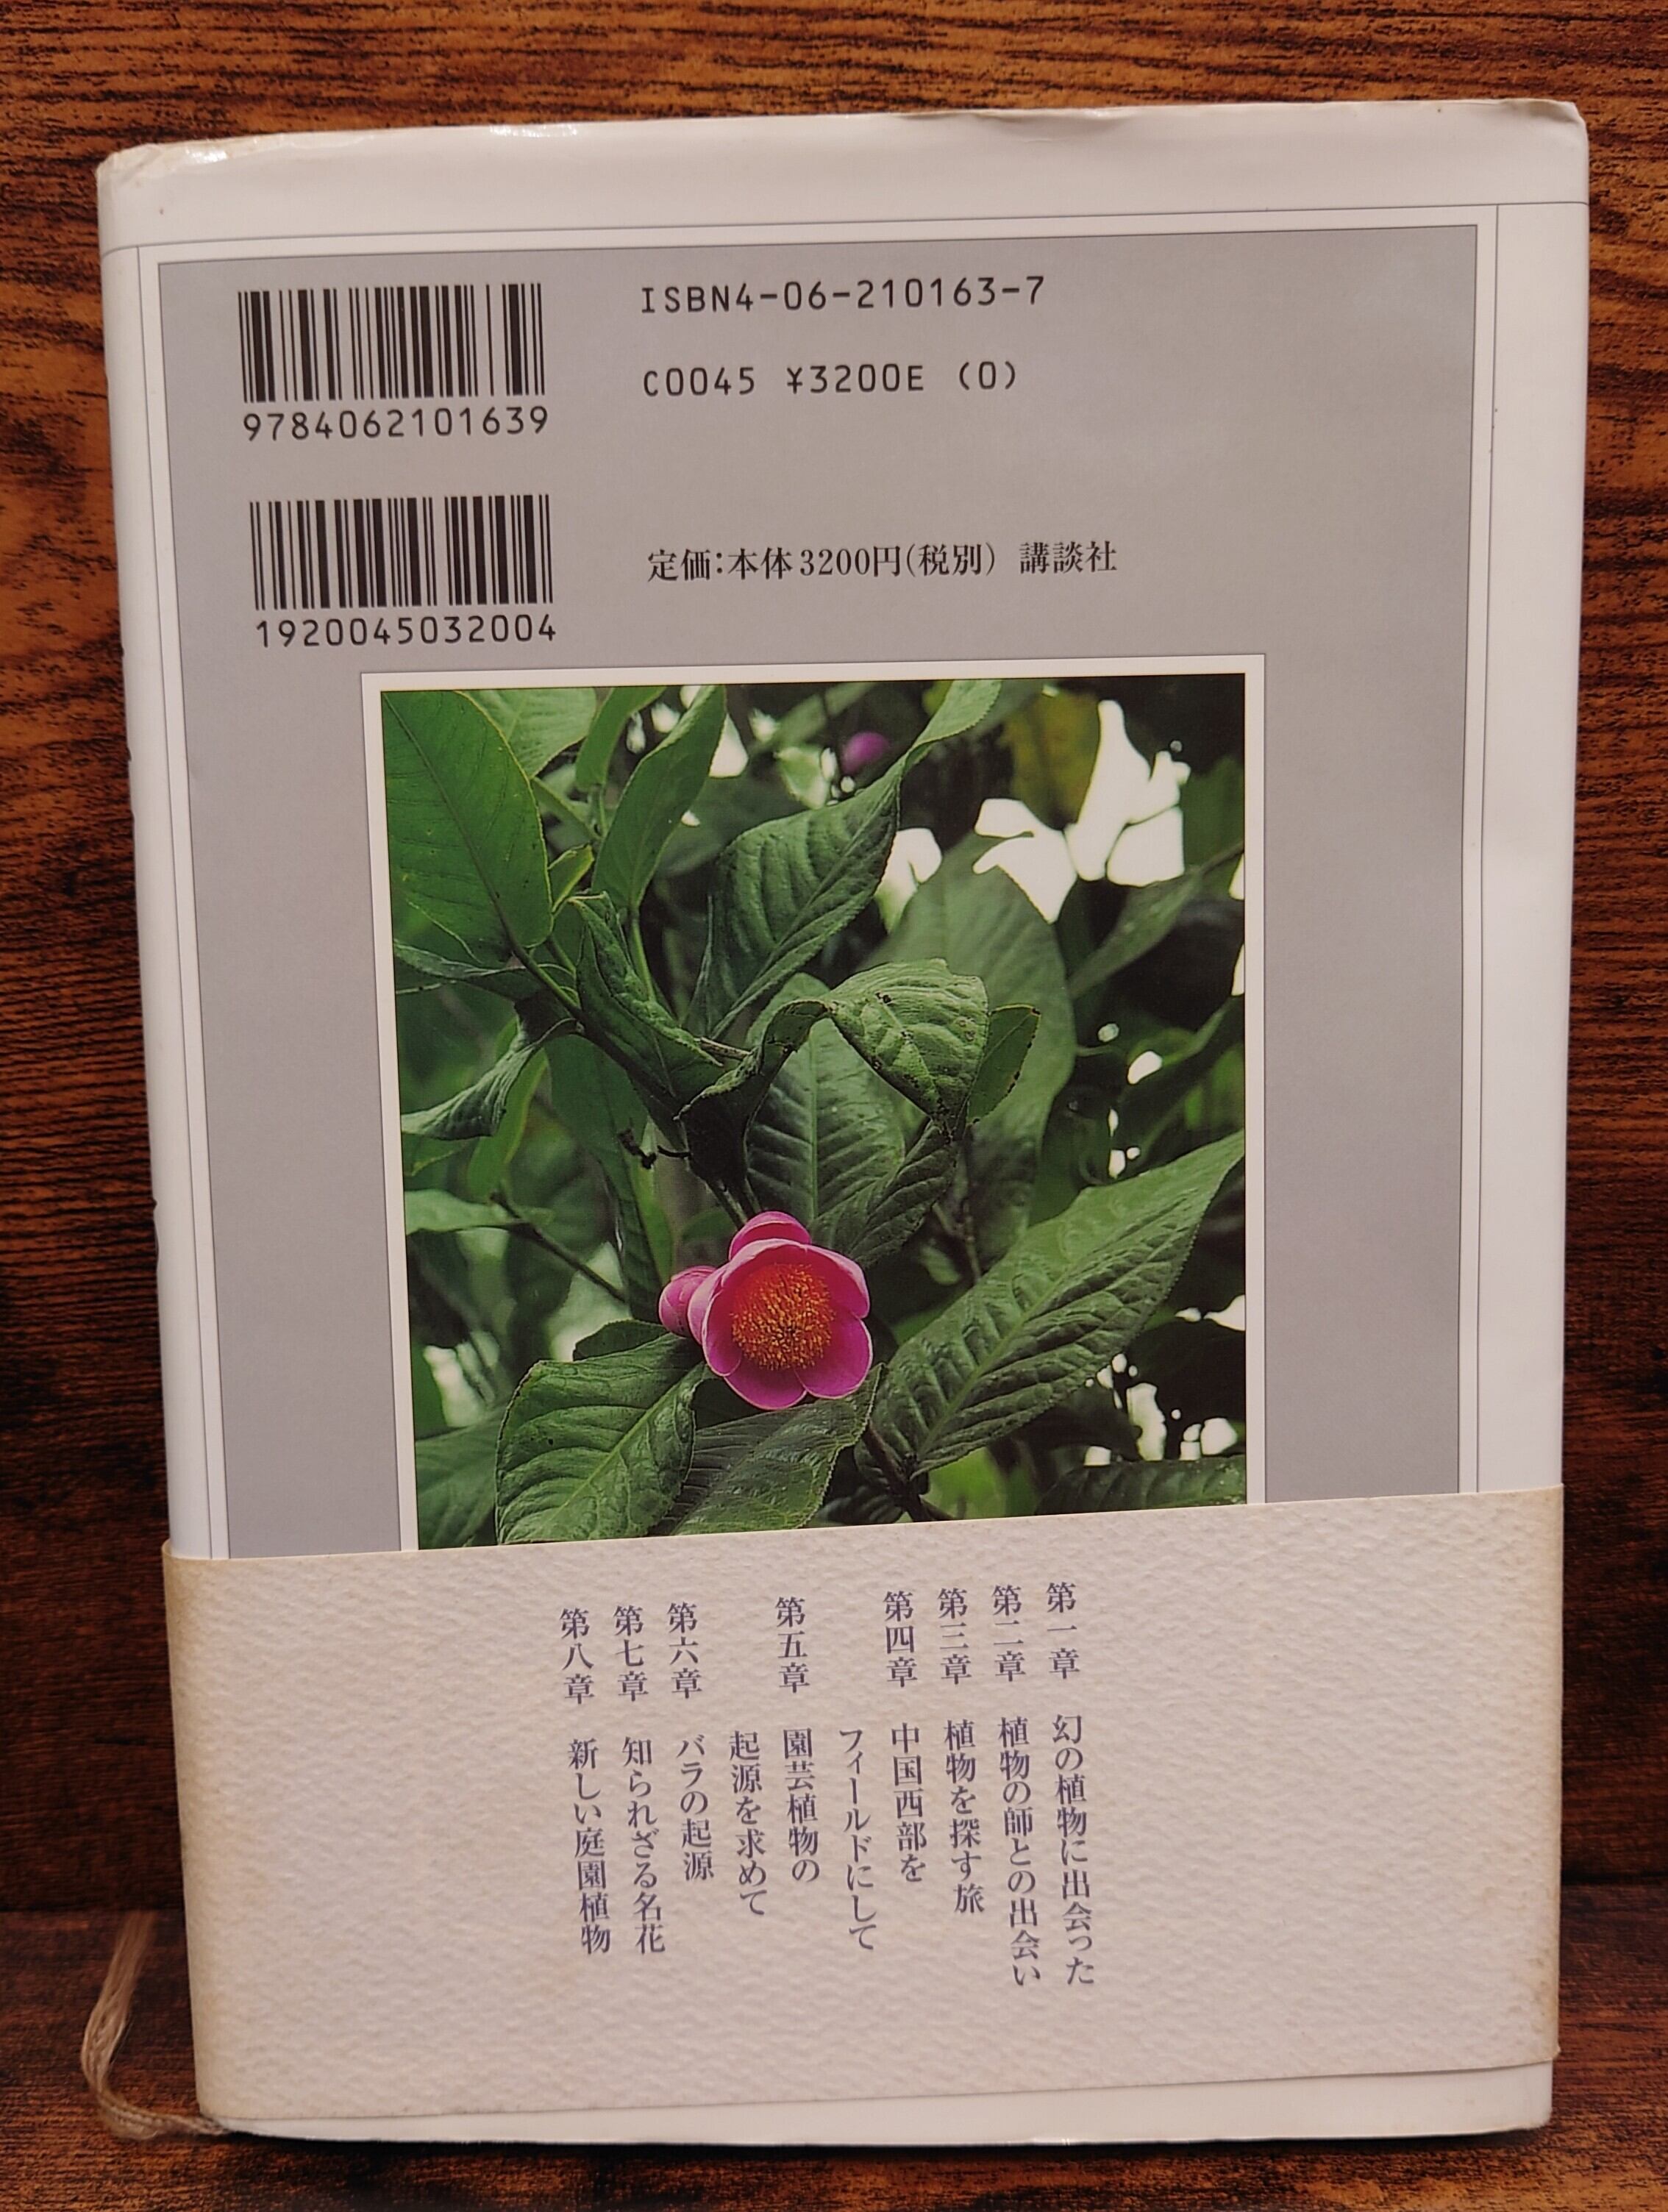 ISBN4-06-210163-7
9784062101639
C0045 ¥3200E (0)
1920045032004
定価：本体3200円（税別） 講談社
第一章 幻の植物に出会った
第二章 植物の師との出会い
第三章 植物を探す旅
第四章 中国西部を
フィールドにして
第五章 園芸植物の
起源を求めて
第六章 バラの起源
第七章 知られざる名花
第八章 新しい庭園植物